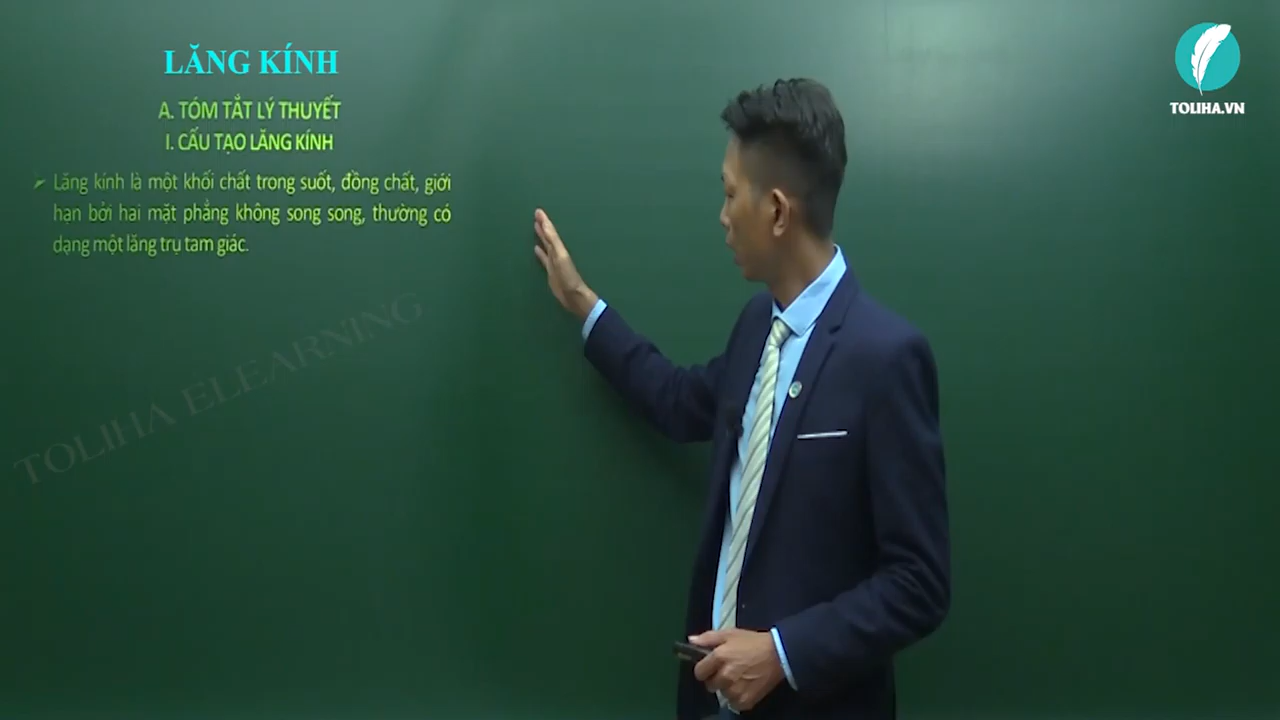 LĂNG KÍNH
A. TÓM TẮT LÝ THUYẾT
I. CẤU TẠO LĂNG KÍNH
➤ Lăng kính là một khối chất trong suốt, đồng chất, giới
hạn bởi hai mặt phẳng không song song, thường có
dạng một lăng trụ tam giác.
TOLIHA ELEARNING
TOLIHA.VN